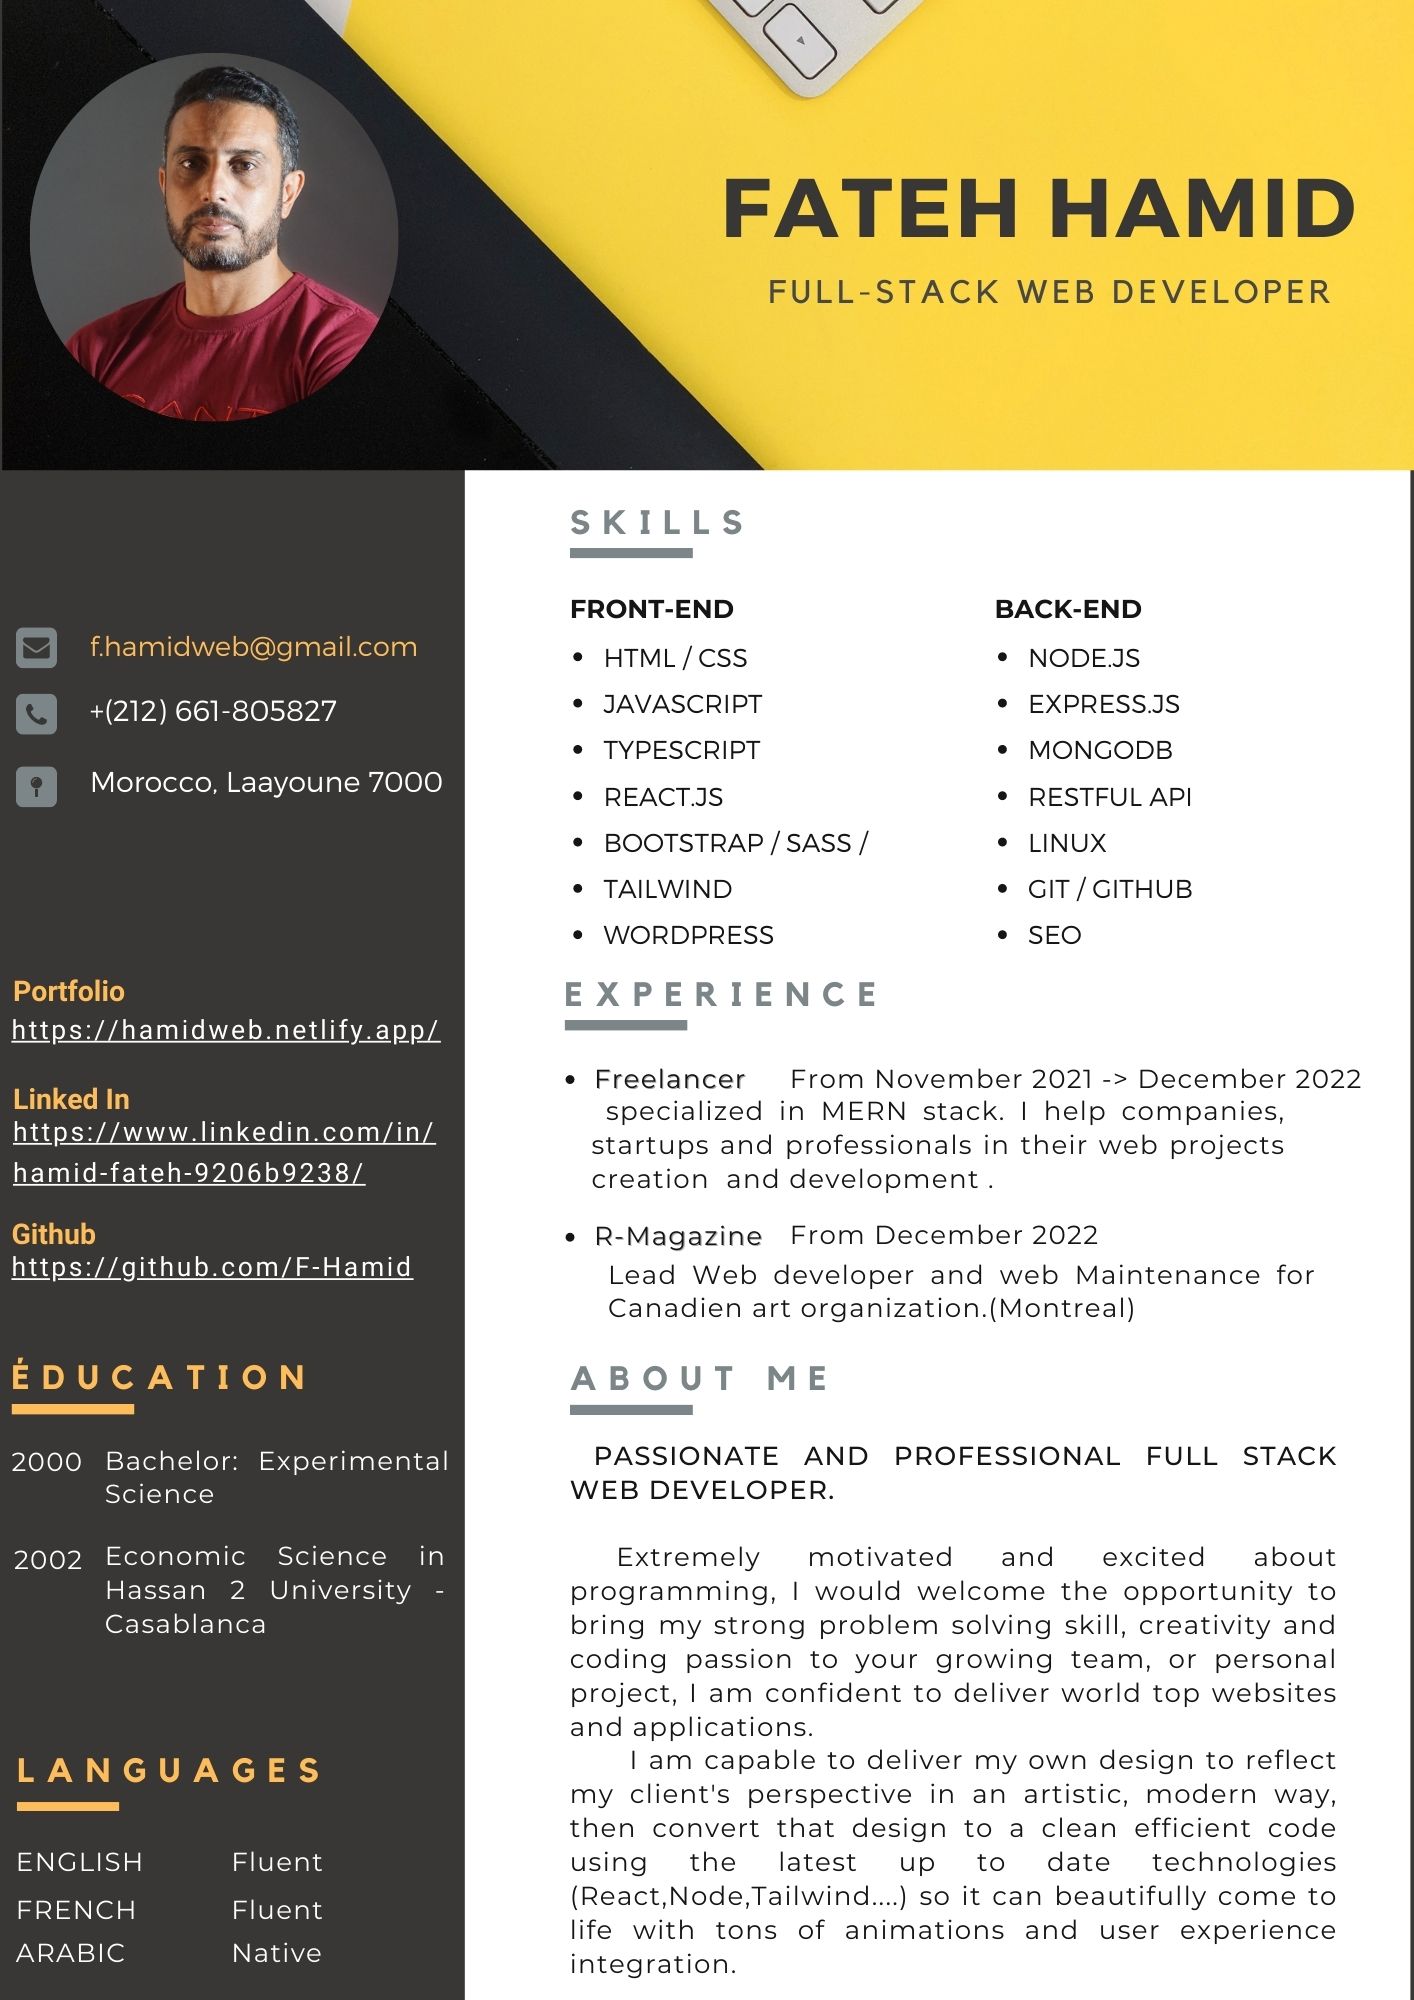 FATEH HAMID
FULL-STACK WEB DEVELOPER
f.hamidweb@gmail.com
+(212) 661-805827
Morocco, Laayoune 7000
Portfolio
https://hamidweb.netlify.app/
Linked In
https://www.linkedin.com/in/
hamid-fateh-9206b9238/
Github
https://github.com/F-Hamid
ÉDUCATION
2000 Bachelor: Experimental
Science
2002 Economic Science in
Hassan 2 University -
Casablanca
LANGUAGES
ENGLISH Fluent
FRENCH Fluent
ARABIC Native
SKILLS
FRONT-END
• HTML / CSS
• JAVASCRIPT
• TYPESCRIPT
• REACT.JS
• BOOTSTRAP / SASS /
• TAILWIND
• WORDPRESS
BACK-END
• NODE.JS
• EXPRESS.JS
• MONGODB
• RESTFUL API
• LINUX
• GIT / GITHUB
• SEO
EXPERIENCE
• Freelancer From November 2021 -> December 2022
specialized in MERN stack. I help companies,
startups and professionals in their web projects
creation and development .
• R-Magazine From December 2022
Lead Web developer and web Maintenance for
Canadien art organization.(Montreal)
ABOUT ME
PASSIONATE AND PROFESSIONAL FULL STACK
WEB DEVELOPER.
Extremely motivated and excited about
programming, I would welcome the opportunity to
bring my strong problem solving skill, creativity and
coding passion to your growing team, or personal
project, I am confident to deliver world top websites
and applications.
I am capable to deliver my own design to reflect
my client's perspective in an artistic, modern way,
then convert that design to a clean efficient code
using the latest up to date technologies
(React,Node,Tailwind....) so it can beautifully come to
life with tons of animations and user experience
integration.